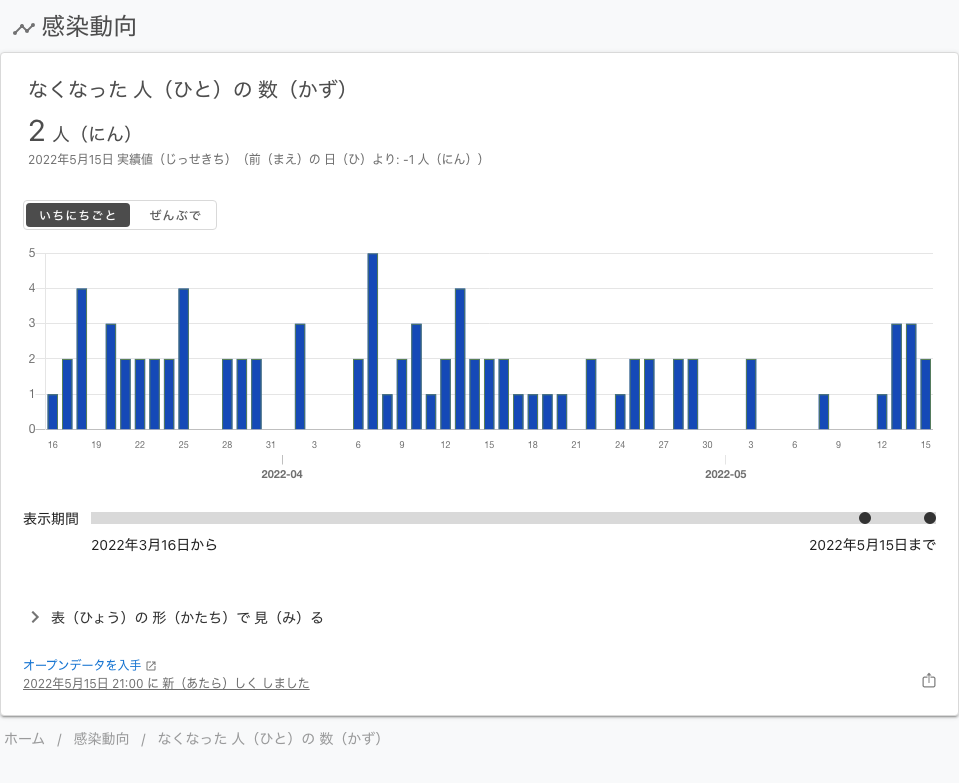 感染動向
なくなった 人（ひと）の 数（かず）
2 人（にん）
2022年5月15日 実績値（じっせきち）（前（まえ）の 日（ひ）より: -1 人（にん））
いちにちごと ぜんぶで
5
4
3
2
1
0
16 19 22 25 28 31 3 6 9 12 15 18 21 24 27 30 3 6 9 12 15
2022-04 2022-05
表示期間
2022年3月16日から 2022年5月15日まで
表（ひょう）の 形（かたち）で 見（み）る
オープンデータを入手
2022年5月15日 21:00 に 新（あたら）しく しました
ホーム / 感染動向 / なくなった 人（ひと）の 数（かず）